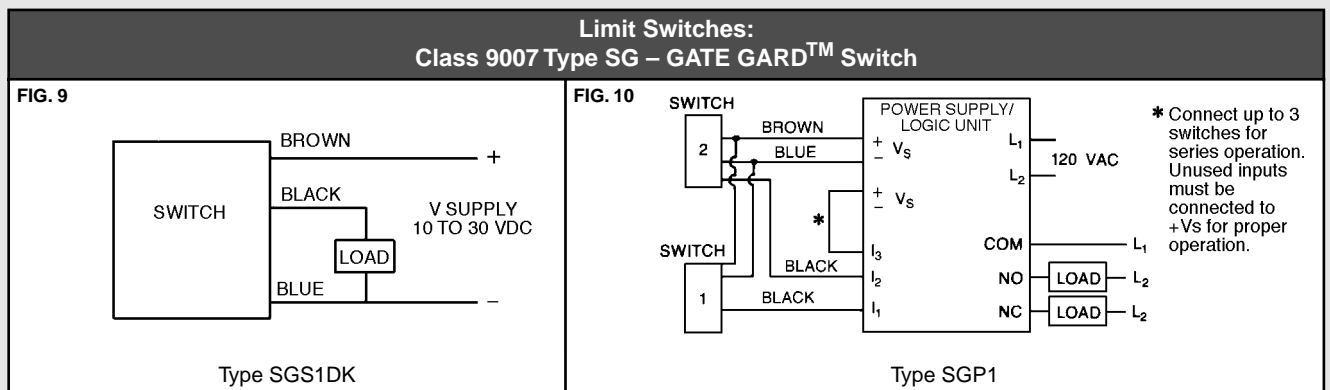 Limit Switches:
Class 9007 Type SG – GATE GARD™ Switch
FIG. 9
BROWN
+
BLACK
SWITCH
V SUPPLY
10 TO 30 VDC
LOAD
BLUE
–
Type SGS1DK
FIG. 10
SWITCH
2
BROWN
BLUE
POWER SUPPLY/
LOGIC UNIT
+
– VS
L1
120 VAC
L2
+
– VS
*
I3
SWITCH
1
BLACK
I2
BLACK
I1
COM
L1
NO
LOAD
L2
NC
LOAD
L2
* Connect up to 3
switches for
series operation.
Unused inputs
must be
connected to
+Vs for proper
operation.
Type SGP1